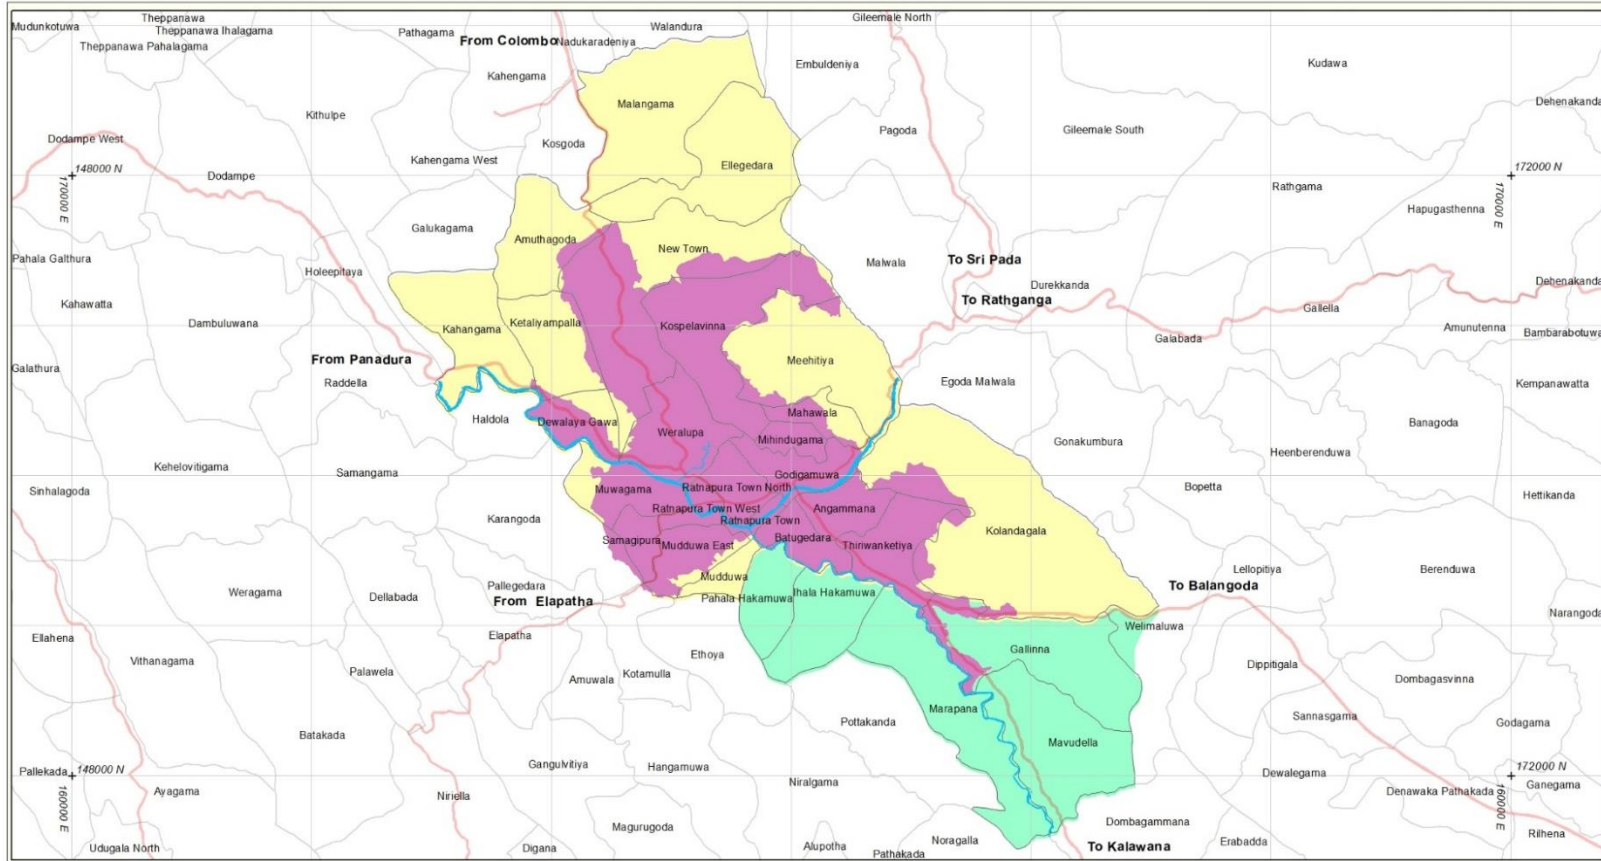 Theppanawa
Gileemale North
Mudunkotuwa
Theppanawa Ihalagama
Pathagama
Walandura
Theppanawa Pahalagama
From Colombo
Nadukaradeniya
Embuldeniya
Kudawa
Kahengama
Malangama
Dehenakanda
Kithulpe
Pagoda
Gileemale South
Dodampe West
Kosgoda
Kahengama West
Ellegedara
148000 N
172000 N
Dodampe
170000 E
170000 E
Rathgama
Hapugasthenna
Galukagama
Amuthagoda
New Town
Pahala Galthura
Malwala
To Sri Pada
Holeepitaya
Durekkanda
Dehenakanda
Kahawatta
To Rathganga
Gallella
Dambuluwana
Kahangama
Ketaliyampalla
Kospelavinna
Amunutenna
Bambarabotuwa
Galabada
From Panadura
Meehitiya
Galathura
Raddella
Egoda Malwala
Kempanawatta
Haldola
Dewalaya Gawa
Mahawala
Banagoda
Weralupa
Mihindugama
Gonakumbura
Heenberenduwa
Kehelovitigama
Samangama
Godigamuwa
Sinhalagoda
Muwagama
Ratnapura Town North
Bopetta
Hettikanda
Ratnapura Town West
Angammana
Karangoda
Ratnapura Town
Kolandagala
Samagipura
Mudduwa East
Batugedara
Thiriwanketiya
Lellopitiya
Berenduwa
Mudduwa
Pallegedara
To Balangoda
Weragama
Dellabada
From Elapatha
Pahala Hakamuwa
Ihala Hakamuwa
Narangoda
Ellahena
Elapatha
Welimaluwa
Gallinna
Vithanagama
Ethoya
Dippitigala
Palawela
Amuwala
Kotamulla
Dombagasvinna
Marapana
Sannasgama
Batakada
Pottakanda
Godagama
Mavudella
Gangulvitiya
Hangamuwa
Pallekada
148000 N
Niralgama
Dewalegama
172000 N
Ayagama
Niriella
Denawaka Pathakada
Ganegama
160000 E
160000 E
Magurugoda
Dombagammana
Rilhena
Udugala North
Digana
Alupotha
Noragalla
To Kalawana
Erabadda
Pathakada